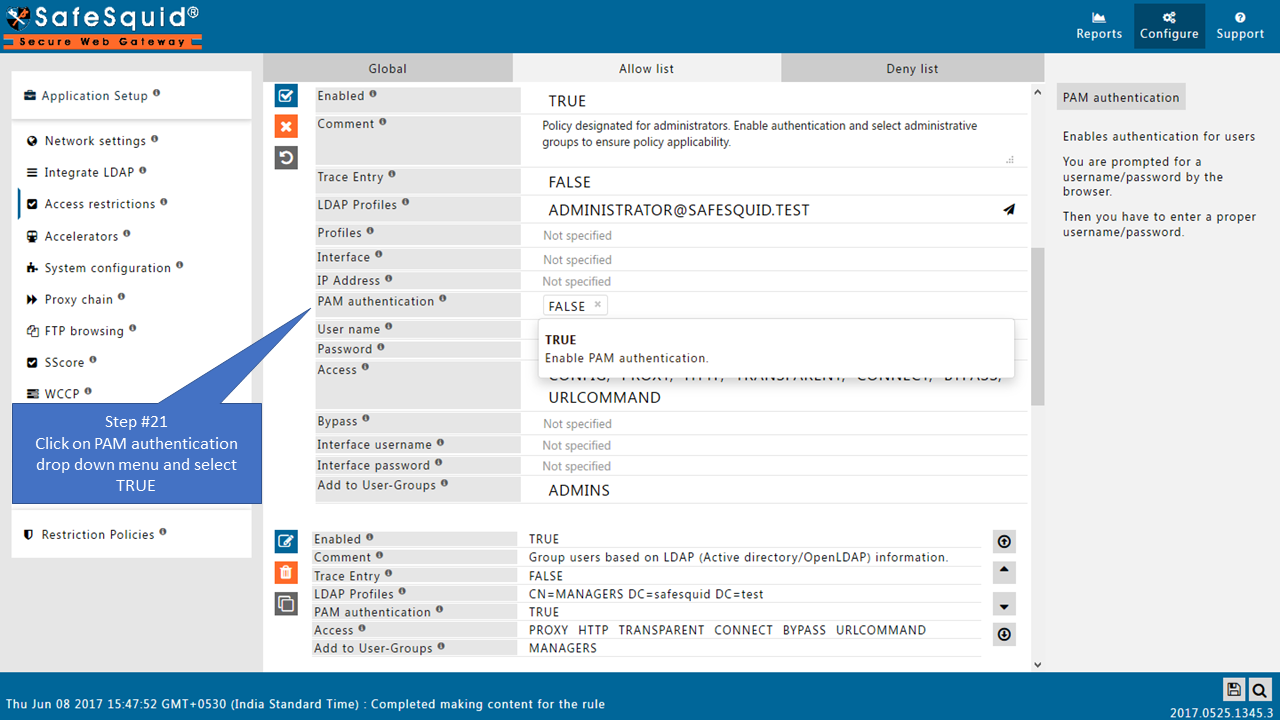 SafeSquid®
Secure Web Gateway
Reports
Configure
Support
Application Setup
Network settings
Integrate LDAP
Access restrictions
Accelerators
System configuration
Proxy chain
FTP browsing
SScore
WCCP
Restriction Policies
Step #21
Click on PAM authentication
drop down menu and select
TRUE
Global
Allow list
Deny list
Enabled TRUE
Comment Policy designated for administrators. Enable authentication and select administrative
groups to ensure policy applicability.
Trace Entry FALSE
LDAP Profiles ADMINISTRATOR@SAFESQUID.TEST
Profiles Not specified
Interface Not specified
IP Address Not specified
PAM authentication FALSE ×
TRUE
Enable PAM authentication.
User name
Password
Access CONFIG, PROXY, HTTP, TRANSPARENT, CONNECT, BYPASS,
URLCOMMAND
Bypass Not specified
Interface username Not specified
Interface password Not specified
Add to User-Groups ADMINS
Enabled TRUE
Comment Group users based on LDAP (Active directory/OpenLDAP) information.
Trace Entry FALSE
LDAP Profiles CN=MANAGERS DC=safesquid DC=test
PAM authentication TRUE
Access PROXY HTTP TRANSPARENT CONNECT BYPASS URLCOMMAND
Add to User-Groups MANAGERS
PAM authentication
Enables authentication for users
You are prompted for a
username/password by the
browser.
Then you have to enter a proper
username/password.
Thu Jun 08 2017 15:47:52 GMT+0530 (India Standard Time) : Completed making content for the rule
2017.0525.1345.3